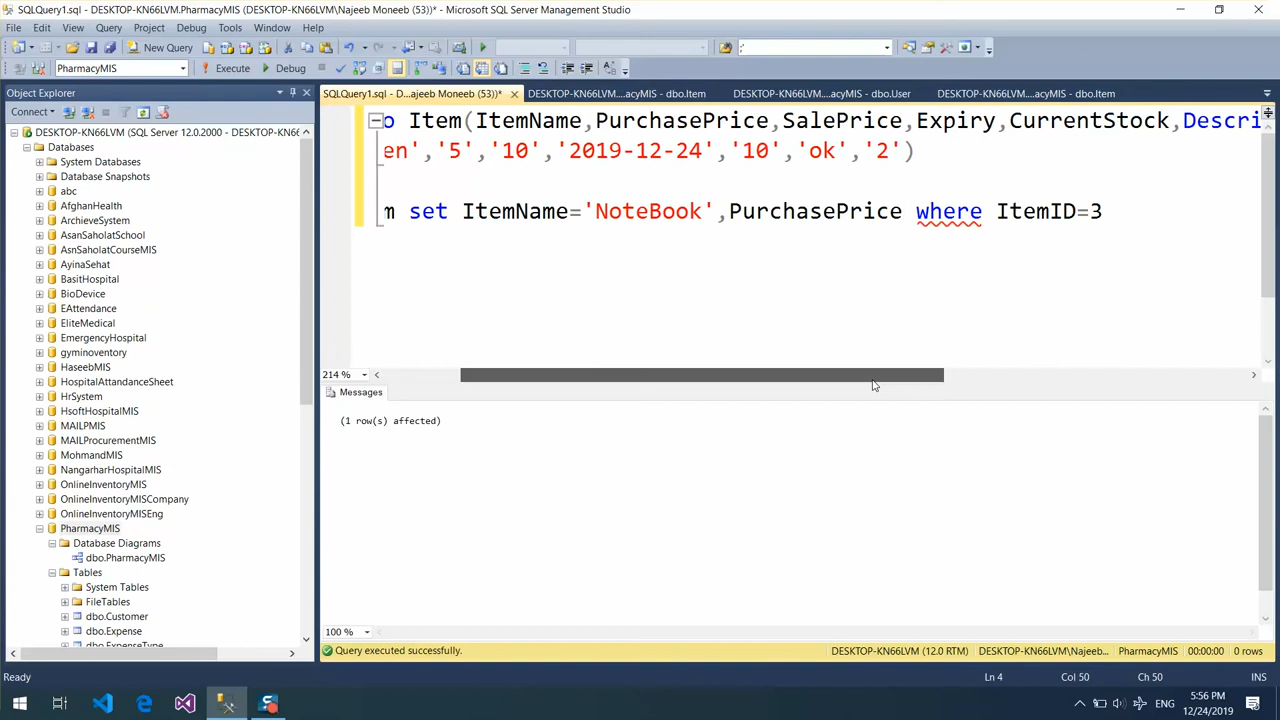 SQLQuery1.sql - DESKTOP-KN66LVM.PharmacyMIS (DESKTOP-KN66LVM\Najeeb Moneeb (53))* - Microsoft SQL Server Management Studio
File Edit View Query Project Debug Tools Window Help
New Query
PharmacyMIS Execute Debug
Object Explorer
SQLQuery1.sql - D...ajeeb Moneeb (53))* DESKTOP-KN66LVM....acyMIS - dbo.Item DESKTOP-KN66LVM....acyMIS - dbo.User DESKTOP-KN66LVM....acyMIS - dbo.Item
Connect
DESKTOP-KN66LVM (SQL Server 12.0.2000 - DESKTOP-KN66
Databases
System Databases
Database Snapshots
abc
AfghanHealth
ArchieveSystem
AsanSaholatSchool
AsnSaholatCourseMIS
AyinaSehat
BasitHospital
BioDevice
EAttendance
EliteMedical
EmergencyHospital
gyminoventory
HaseebMIS
HospitalAttandanceSheet
HrSystem
HsoftHospitalMIS
MAILPMIS
MAILProcurementMIS
MohmandMIS
NangarharHospitalMIS
OnlineInventoryMIS
OnlineInventoryMISCompany
OnlineInventoryMISEng
PharmacyMIS
Database Diagrams
dbo.PharmacyMIS
Tables
System Tables
FileTables
dbo.Customer
dbo.Expense
dbo.ExpenseType
o Item(ItemName,PurchasePrice,SalePrice,Expiry,CurrentStock,Descri
en','5','10','2019-12-24','10','ok','2')
m set ItemName='NoteBook',PurchasePrice where ItemID=3
214 %
Messages
(1 row(s) affected)
100 %
Query executed successfully. DESKTOP-KN66LVM (12.0 RTM) DESKTOP-KN66LVM\Najeeb... PharmacyMIS 00:00:00 0 rows
Ready Ln 4 Col 50 Ch 50 INS
ENG 5:56 PM
12/24/2019